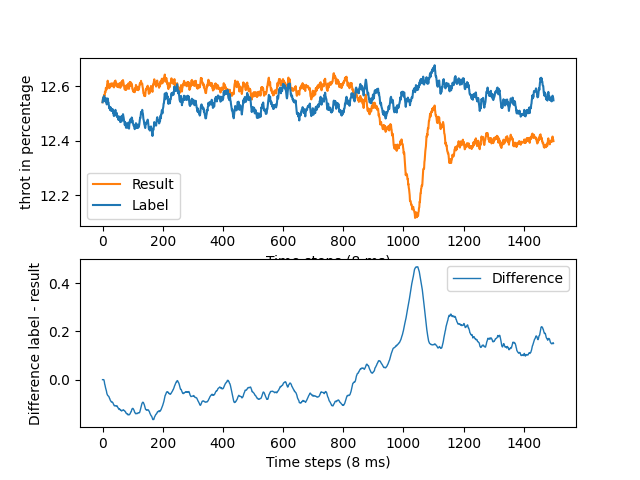 12.6
12.4
12.2
throt in percentage
Result
Label
0 200 400 600 800 1000 1200 1400
Time steps (8 ms)
0.4
0.2
0.0
Difference label - result
Difference
0 200 400 600 800 1000 1200 1400
Time steps (8 ms)